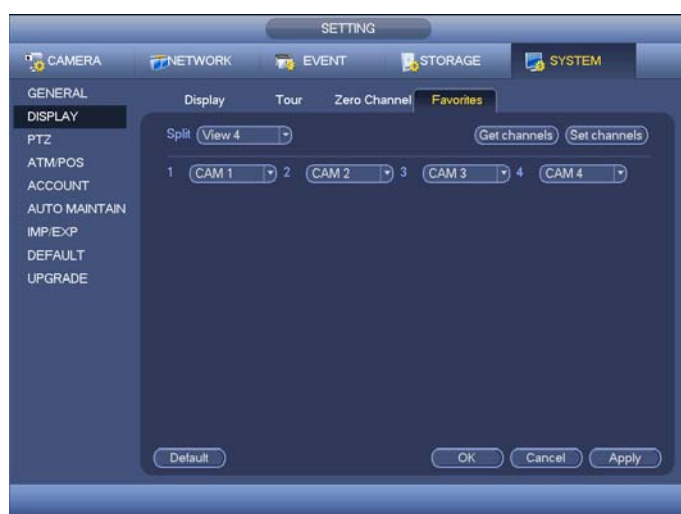 SETTING
CAMERA NETWORK EVENT STORAGE SYSTEM
GENERAL
DISPLAY
PTZ
ATM/POS
ACCOUNT
AUTO MAINTAIN
IMP/EXP
DEFAULT
UPGRADE
Display Tour Zero Channel Favorites
Split View 4 Get channels Set channels
1 CAM 1 2 CAM 2 3 CAM 3 4 CAM 4
Default OK Cancel Apply